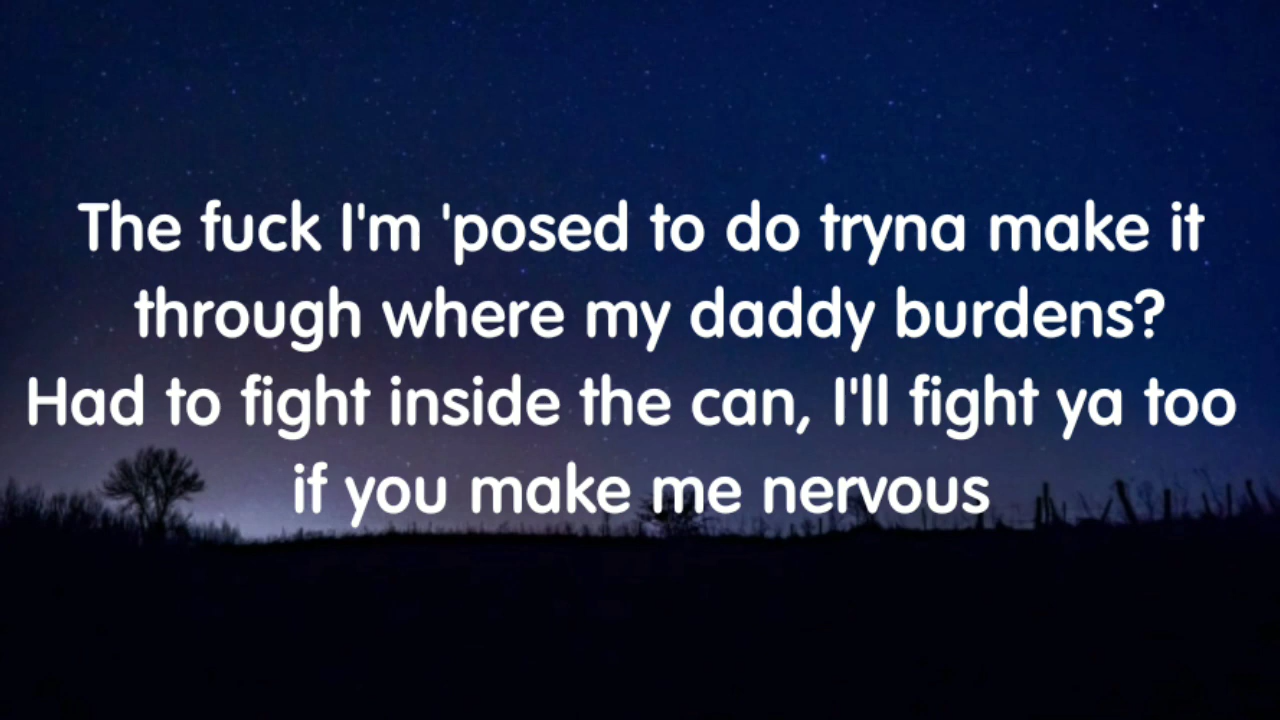 The fuck I'm 'posed to do tryna make it
through where my daddy burdens?
Had to fight inside the can, I'll fight ya too
if you make me nervous